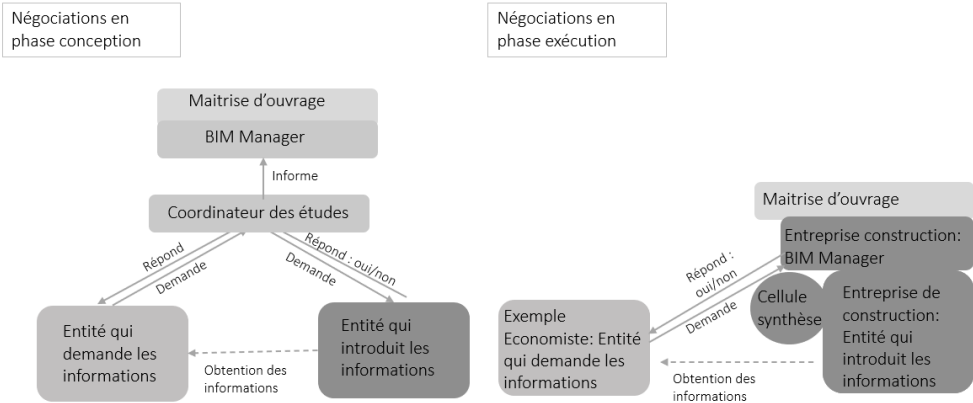 Négociations en
phase conception
Maitrise d'ouvrage
BIM Manager
Informe
Coordinateur des études
Répond
Demande
Répond : oui/non
Demande
Entité qui
demande les
informations
Entité qui
introduit les
informations
Obtention des
informations
Négociations en
phase exécution
Maitrise d'ouvrage
Entreprise construction:
BIM Manager
Répond :
oui/non
Demande
Cellule
synthèse
Entreprise de
construction:
Entité qui
introduit les
informations
Exemple
Economiste: Entité
qui demande les
informations
Obtention des
informations